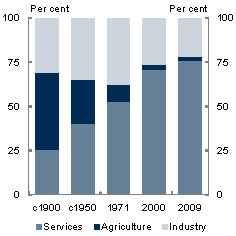 Per cent Per cent
100 100
75 75
50 50
25 25
0 0
c1900 c1950 1971 2000 2009
Services Agriculture Industry